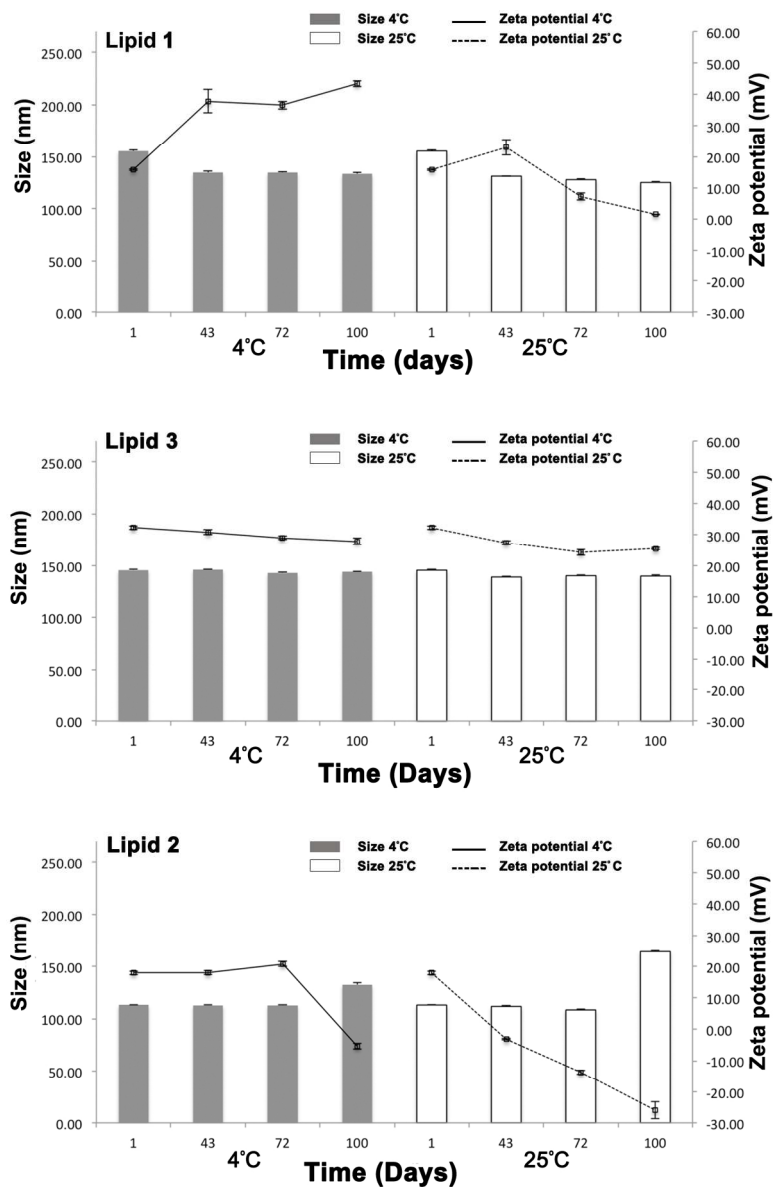 Lipid 1
Size 4°C
Zeta potential 4°C
Size 25°C
Zeta potential 25°C
Size (nm)
250.00
200.00
150.00
100.00
50.00
0.00
60.00
50.00
40.00
30.00
20.00
10.00
0.00
-10.00
-20.00
-30.00
Zeta potential (mV)
1 43 72 100 1 43 72 100
4°C 25°C
Time (days)
Lipid 3
Size 4°C
Zeta potential 4°C
Size 25°C
Zeta potential 25°C
Size (nm)
250.00
200.00
150.00
100.00
50.00
0.00
60.00
50.00
40.00
30.00
20.00
10.00
0.00
-10.00
-20.00
-30.00
Zeta potential (mV)
1 43 72 100 1 43 72 100
4°C 25°C
Time (Days)
Lipid 2
Size 4°C
Zeta potential 4°C
Size 25°C
Zeta potential 25°C
Size (nm)
250.00
200.00
150.00
100.00
50.00
0.00
60.00
50.00
40.00
30.00
20.00
10.00
0.00
-10.00
-20.00
-30.00
Zeta potential (mV)
1 43 72 100 1 43 72 100
4°C 25°C
Time (Days)